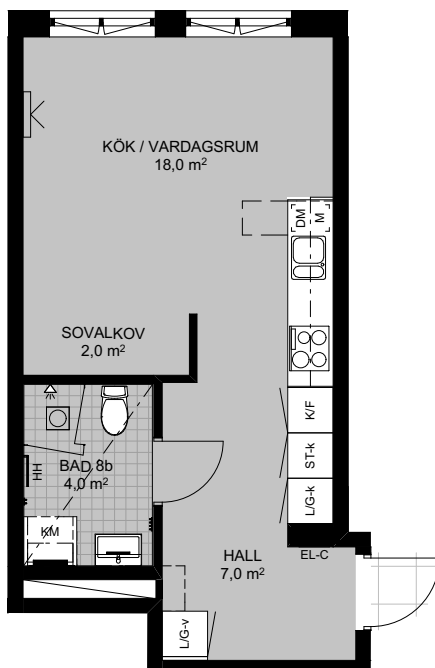 KÖK / VARDAGSRUM
18,0 m²
DM
M
SOVALKOV
2,0 m²
K/F
ST-k
L/G-k
HH
BAD 8b
4,0 m²
KM
HALL
7,0 m²
EL-C
L/G-v